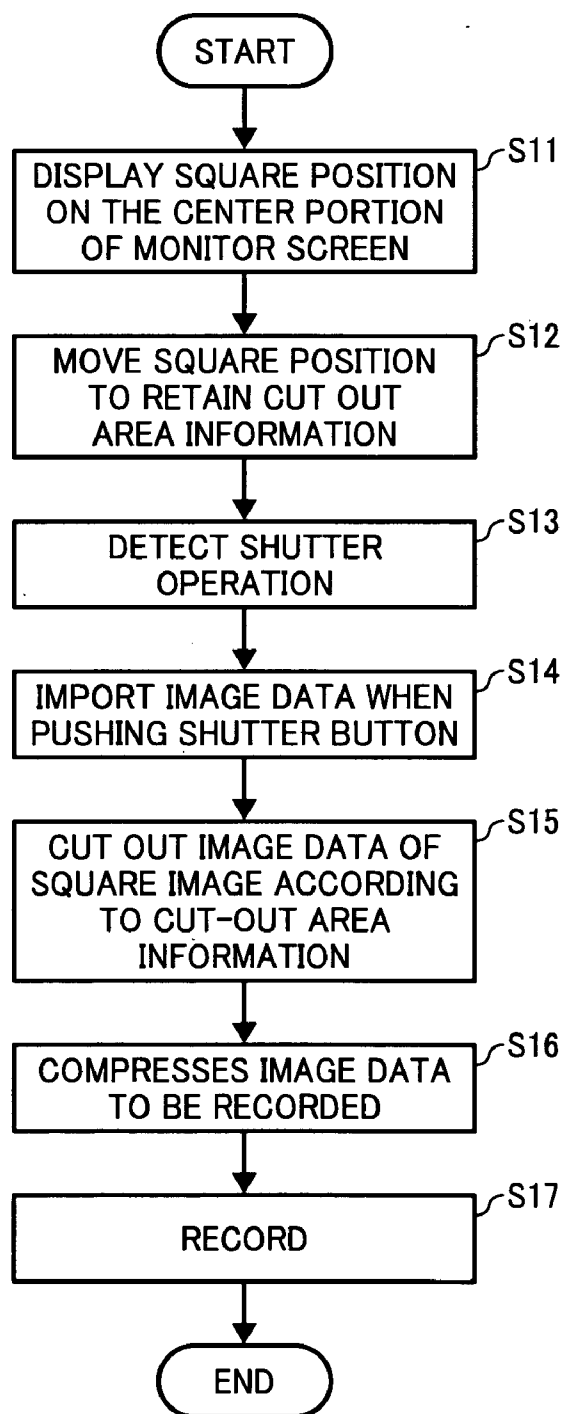 START
S11
DISPLAY SQUARE POSITION
ON THE CENTER PORTION
OF MONITOR SCREEN
S12
MOVE SQUARE POSITION
TO RETAIN CUT OUT
AREA INFORMATION
S13
DETECT SHUTTER
OPERATION
S14
IMPORT IMAGE DATA WHEN
PUSHING SHUTTER BUTTON
S15
CUT OUT IMAGE DATA OF
SQUARE IMAGE ACCORDING
TO CUT-OUT AREA
INFORMATION
S16
COMPRESSES IMAGE DATA
TO BE RECORDED
S17
RECORD
END